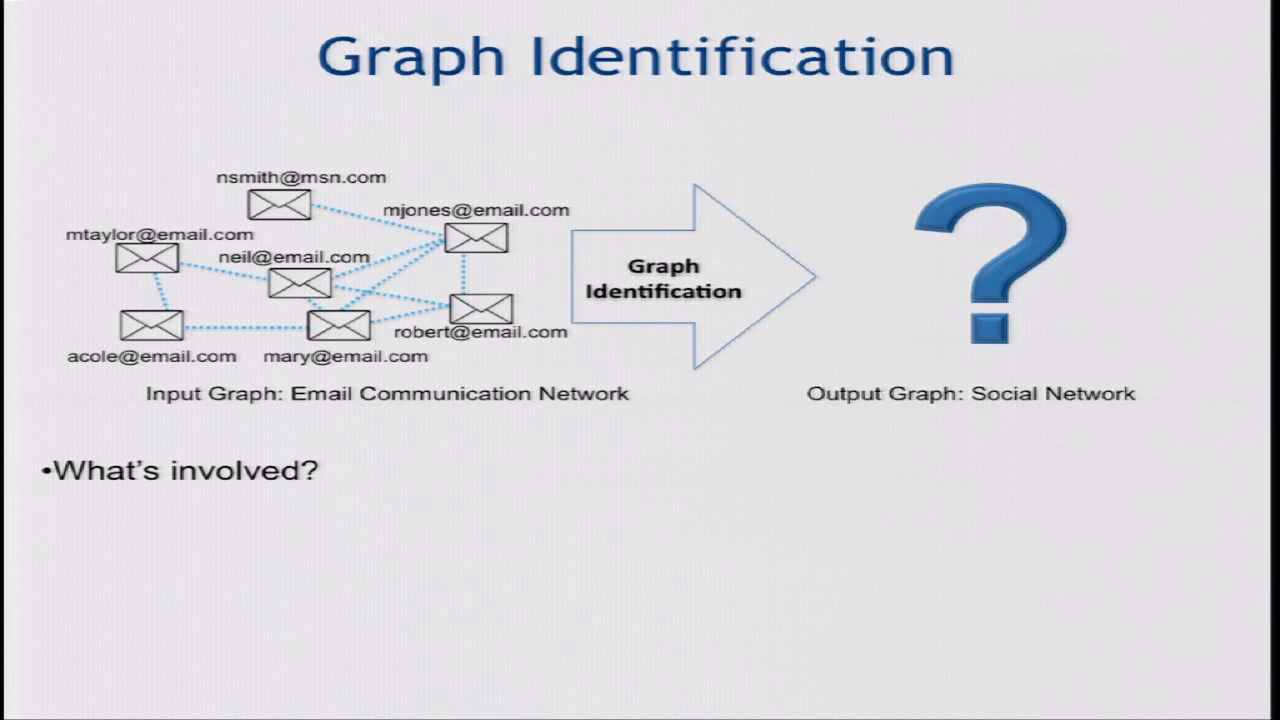 Graph Identification
nsmith@msn.com
mjones@email.com
mtaylor@email.com
neil@email.com
Graph
Identification
robert@email.com
acole@email.com
mary@email.com
Input Graph: Email Communication Network
Output Graph: Social Network
•What's involved?